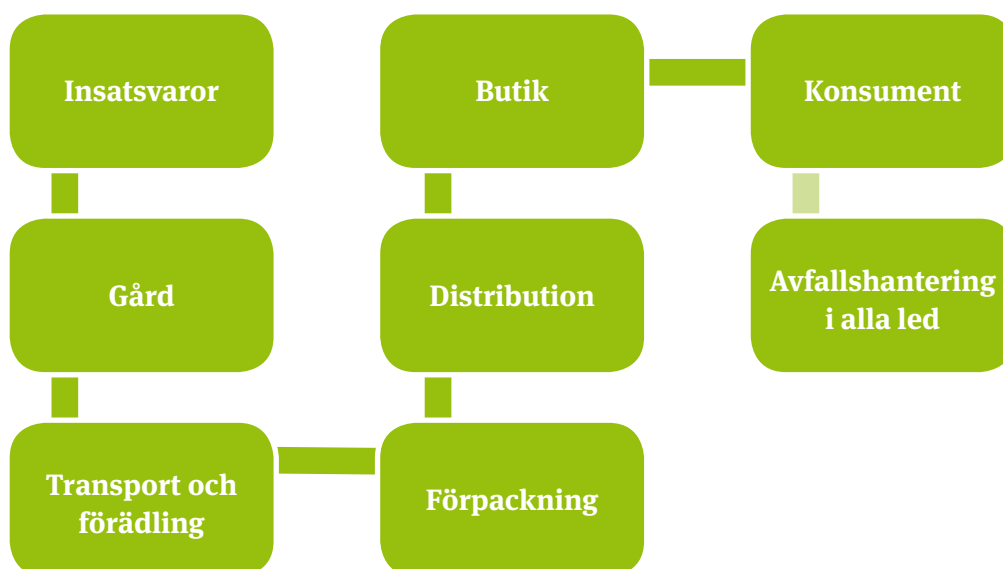 Insatsvaror
Gård
Transport och
förädling
Förpackning
Distribution
Butik
Konsument
Avfallshantering
i alla led